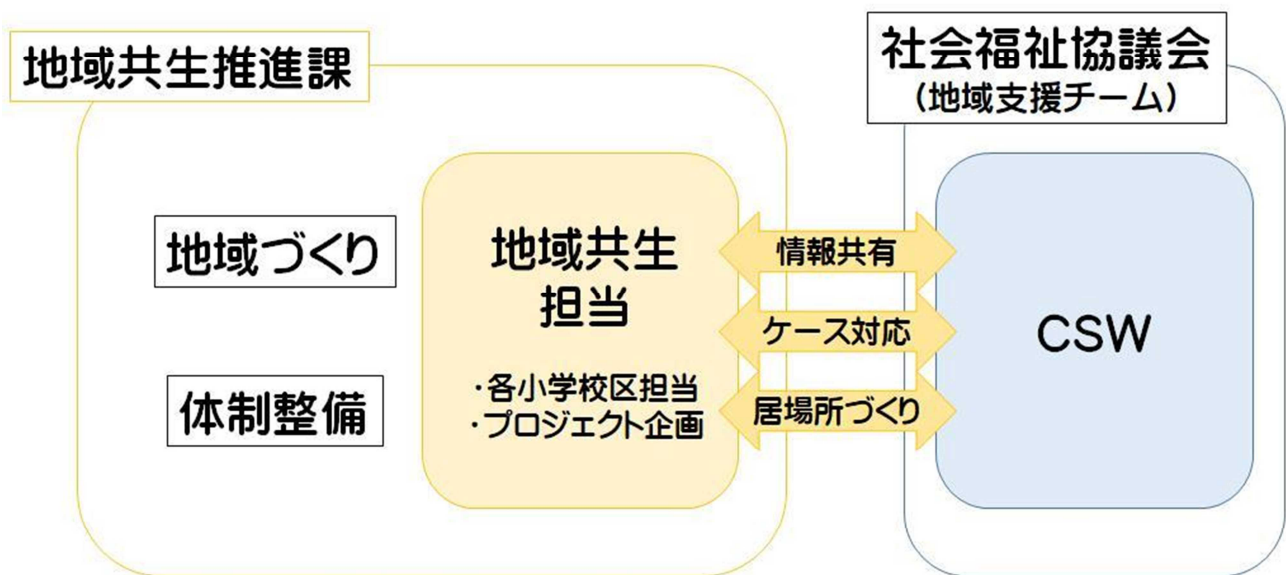 地域共生推進課
地域づくり
体制整備
地域共生
担当
・各小学校区担当
・プロジェクト企画
情報共有
ケース対応
居場所づくり
社会福祉協議会
（地域支援チーム）
CSW